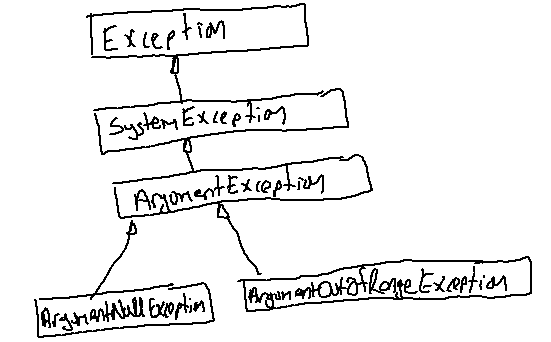 Exception
SystemException
ArgumentException
ArgumentNullException
ArgumentOutOfRangeException